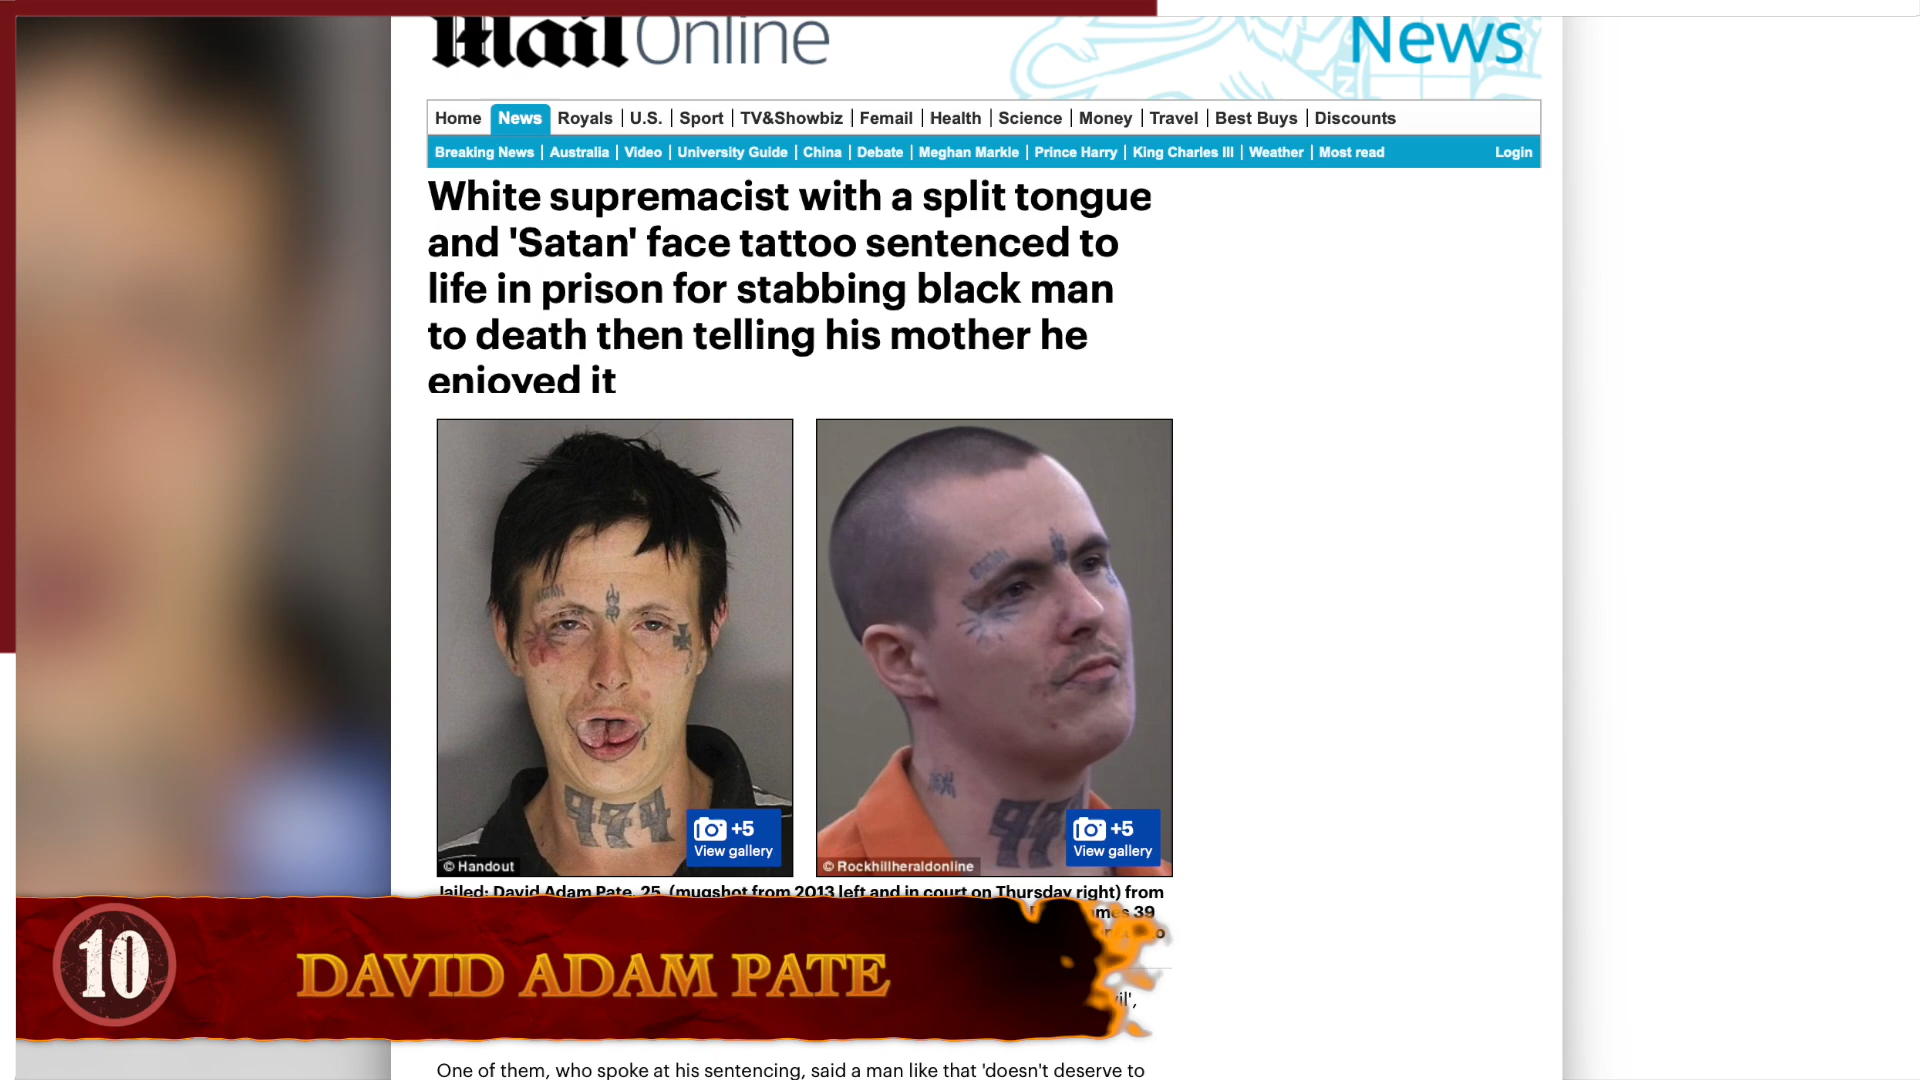 Mail Online
News
Home News Royals U.S. Sport TV&Showbiz Femail Health Science Money Travel Best Buys Discounts
Breaking News Australia Video University Guide China Debate Meghan Markle Prince Harry King Charles III Weather Most read Login
White supremacist with a split tongue
and 'Satan' face tattoo sentenced to
life in prison for stabbing black man
to death then telling his mother he
enjoyed it
SATAN
974
+5
View gallery
© Handout
+5
View gallery
© Rockhillheraldonline
Jailed: David Adam Pate, 25, (mugshot from 2013 left and in court on Thursday right) from
39
10
DAVID ADAM PATE
One of them, who spoke at his sentencing, said a man like that 'doesn't deserve to